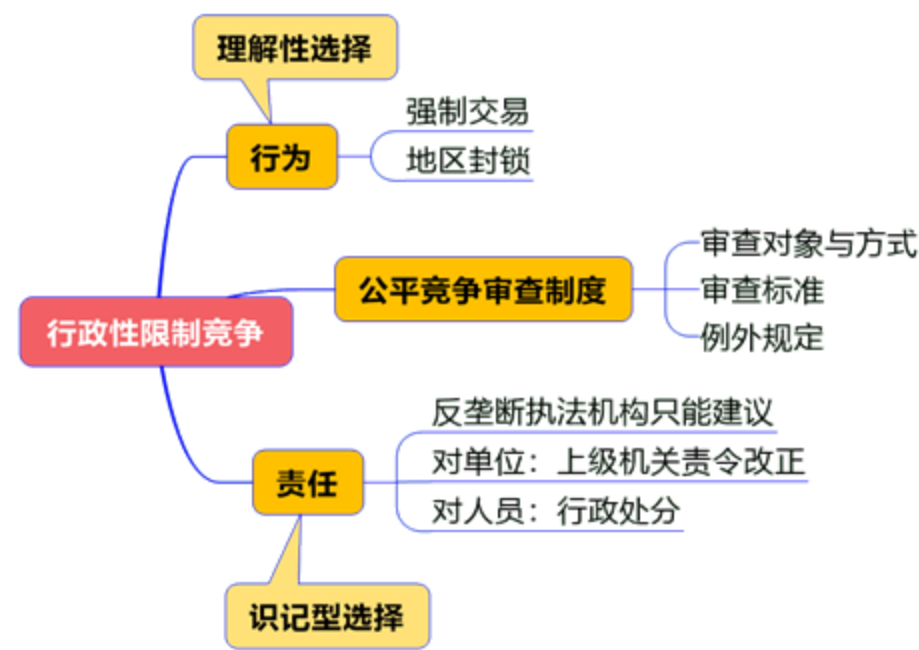 理解性选择
行为
强制交易
地区封锁
行政性限制竞争
公平竞争审查制度
审查对象与方式
审查标准
例外规定
责任
反垄断执法机构只能建议
对单位：上级机关责令改正
对人员：行政处分
识记型选择